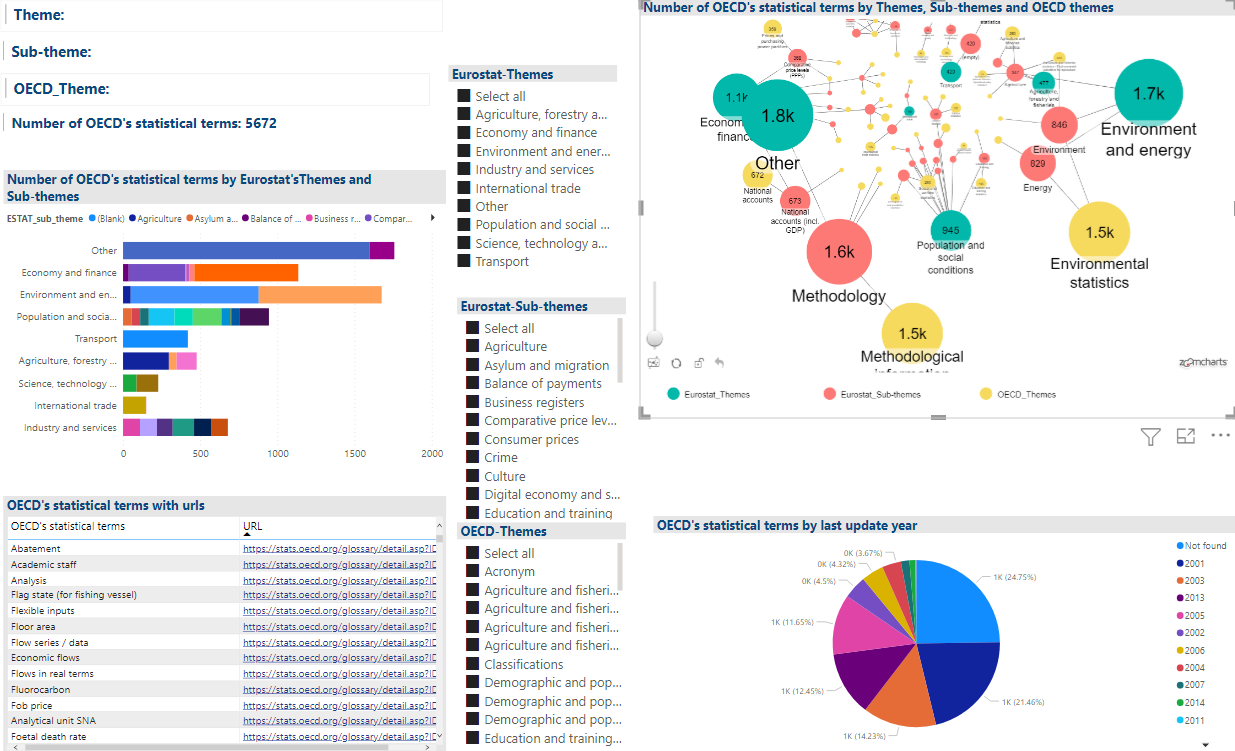 Theme:
Sub-theme:
OECD_Theme:
Number of OECD's statistical terms: 5672
Number of OECD's statistical terms by Eurostat'sThemes and
Sub-themes
ESTAT_sub_theme (Blank) Agriculture Asylum a... Balance of ... Business r... Compar...
Other
Economy and finance
Environment and en...
Population and socia...
Transport
Agriculture, forestry ...
Science, technology ...
International trade
Industry and services
0 500 1000 1500 2000
OECD's statistical terms with urls
OECD's statistical terms URL
Abatement https://stats.oecd.org/glossary/detail.asp?ID
Academic staff https://stats.oecd.org/glossary/detail.asp?ID
Analysis https://stats.oecd.org/glossary/detail.asp?ID
Flag state (for fishing vessel) https://stats.oecd.org/glossary/detail.asp?ID
Flexible inputs https://stats.oecd.org/glossary/detail.asp?ID
Floor area https://stats.oecd.org/glossary/detail.asp?ID
Flow series / data https://stats.oecd.org/glossary/detail.asp?ID
Economic flows https://stats.oecd.org/glossary/detail.asp?ID
Flows in real terms https://stats.oecd.org/glossary/detail.asp?ID
Fluorocarbon https://stats.oecd.org/glossary/detail.asp?ID
Fob price https://stats.oecd.org/glossary/detail.asp?ID
Analytical unit SNA https://stats.oecd.org/glossary/detail.asp?ID
Foetal death rate https://stats.oecd.org/glossary/detail.asp?ID
Eurostat-Themes
Select all
Agriculture, forestry a...
Economy and finance
Environment and ener...
Industry and services
International trade
Other
Population and social ...
Science, technology a...
Transport
Eurostat-Sub-themes
Select all
Agriculture
Asylum and migration
Balance of payments
Business registers
Comparative price lev...
Consumer prices
Crime
Culture
Digital economy and s...
Education and training
OECD-Themes
Select all
Acronym
Agriculture and fisheri...
Agriculture and fisheri...
Agriculture and fisheri...
Agriculture and fisheri...
Classifications
Demographic and pop...
Demographic and pop...
Demographic and pop...
Education and training...
Number of OECD's statistical terms by Themes, Sub-themes and OECD themes
statistics
(empty)
Transport
1.1k
1.8k
Other
672
National
accounts
673
National
accounts (incl.
GDP)
1.6k
Methodology
1.5k
Methodological
information
945
Population and
social
conditions
477
Agriculture,
forestry and
fisheries
846
Environment
829
Energy
1.7k
Environment
and energy
1.5k
Environmental
statistics
zoomcharts
Eurostat_Themes Eurostat_Sub-themes OECD_Themes
OECD's statistical terms by last update year
1K (24.75%)
1K (21.46%)
1K (14.23%)
1K (12.45%)
1K (11.65%)
0K (4.5%)
0K (4.32%)
0K (3.67%)
Not found
2001
2003
2013
2005
2002
2006
2004
2007
2014
2011